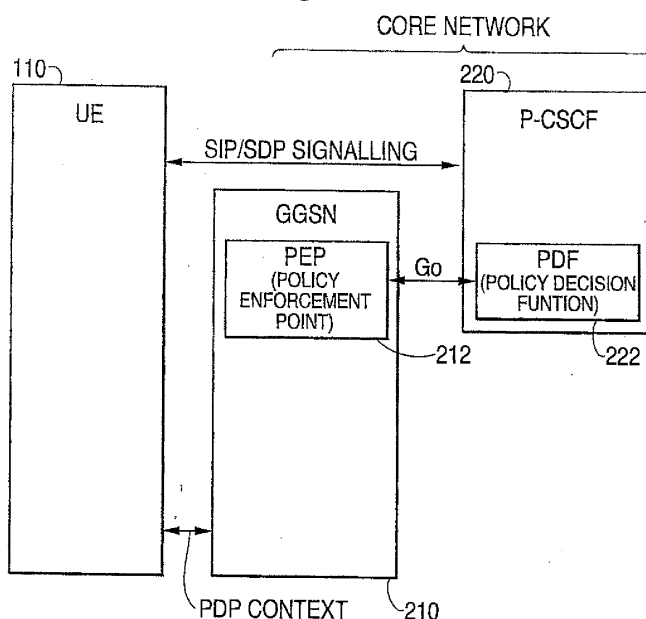 CORE NETWORK
110
220
UE
P-CSCF
SIP/SDP SIGNALLING
GGSN
PEP
(POLICY
ENFORCEMENT
POINT)
Go
PDF
(POLICY DECISION
FUNTION)
212
222
PDP CONTEXT
210